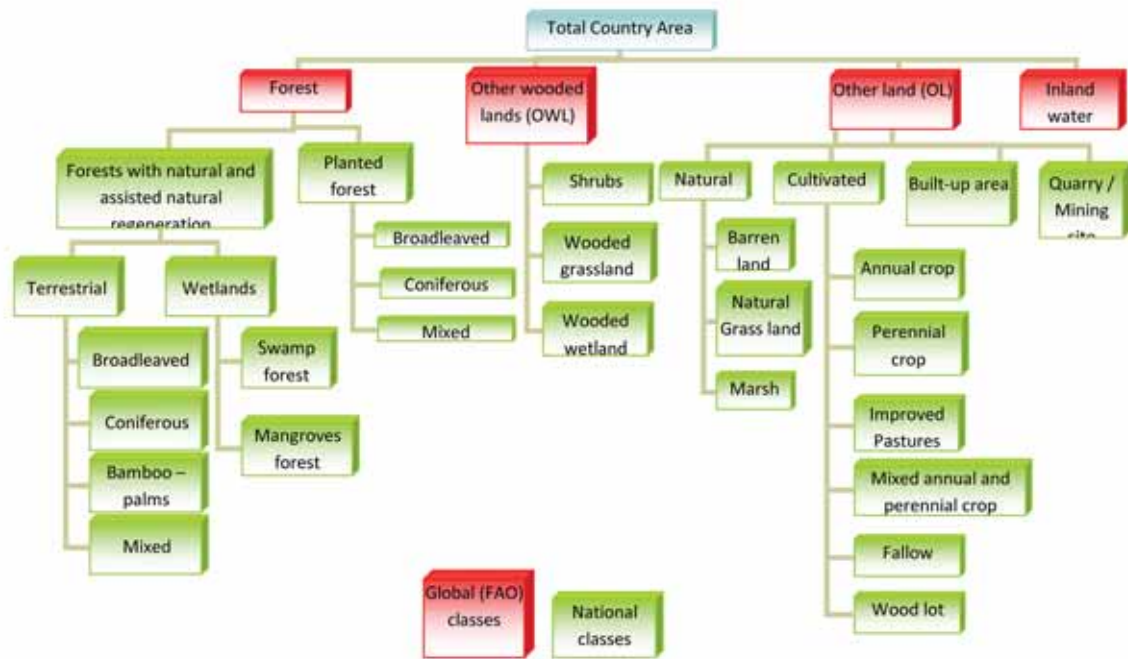 Total Country Area
Forest
Other wooded
lands (OWL)
Other land (OL)
Inland
water
Forests with natural and
assisted natural
regeneration
Planted
forest
Shrubs
Natural
Cultivated
Built-up area
Quarry /
Mining
site
Broadleaved
Coniferous
Mixed
Wooded
grassland
Wooded
wetland
Barren
land
Natural
Grass land
Marsh
Annual crop
Perennial
crop
Improved
Pastures
Mixed annual and
perennial crop
Fallow
Wood lot
Terrestrial
Wetlands
Broadleaved
Coniferous
Bamboo –
palms
Mixed
Swamp
forest
Mangroves
forest
Global (FAO)
classes
National
classes